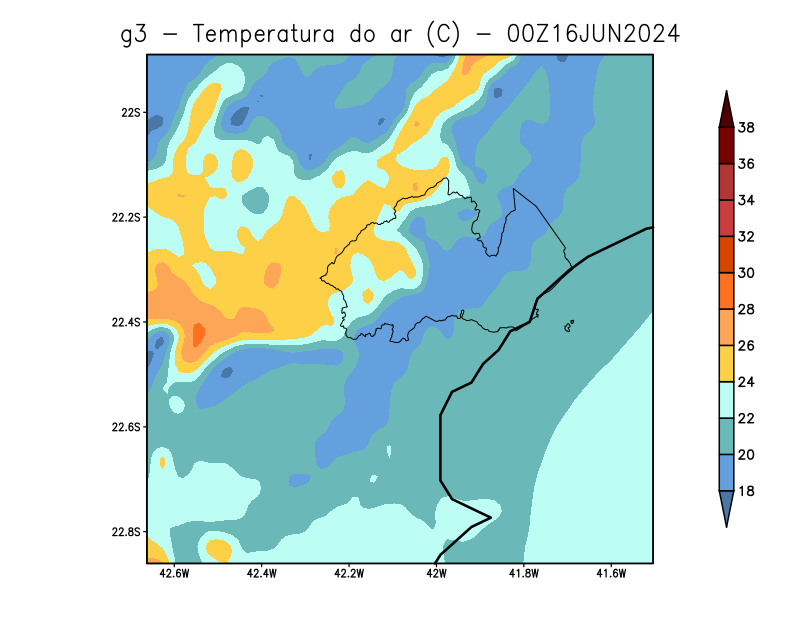 g3 - Temperatura do ar (C) - 00Z16JUN2024
22S
22.2S
22.4S
22.6S
22.8S
42.6W
42.4W
42.2W
42W
41.8W
41.6W
38
36
34
32
30
28
26
24
22
20
18